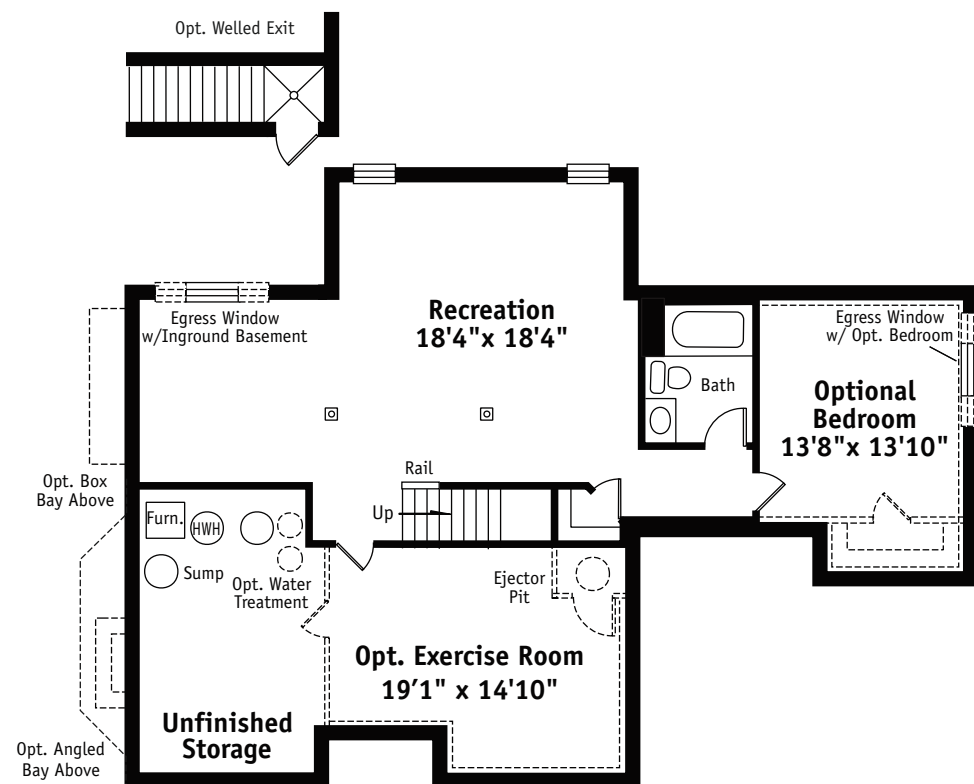 Opt. Welled Exit
Egress Window
w/Inground Basement
Recreation
18'4"x 18'4"
Egress Window
w/ Opt. Bedroom
Bath
Optional
Bedroom
13'8"x 13'10"
Opt. Box
Bay Above
Rail
Up
Furn.
HWH
Sump
Opt. Water
Treatment
Ejector
Pit
Opt. Exercise Room
19'1" x 14'10"
Unfinished
Storage
Opt. Angled
Bay Above